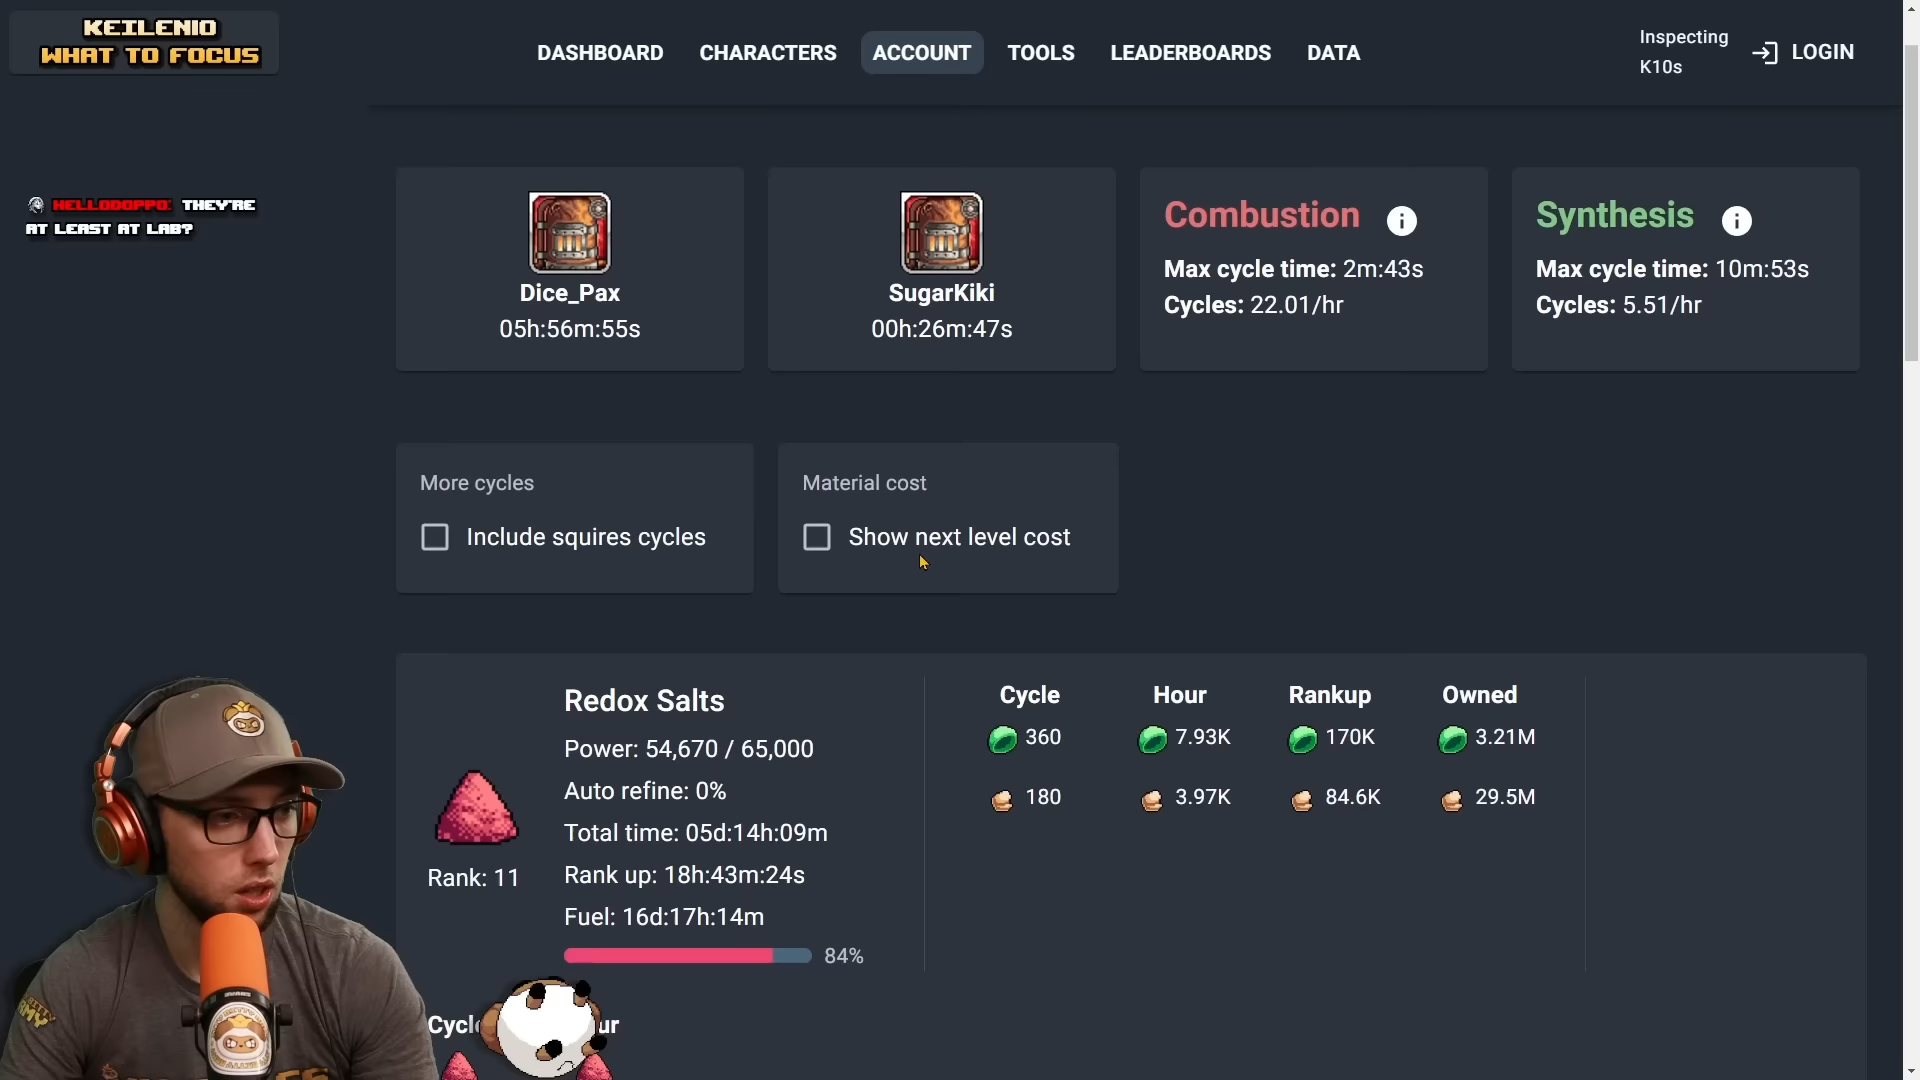 KEILENIO
WHAT TO FOCUS
DASHBOARD
CHARACTERS
ACCOUNT
TOOLS
LEADERBOARDS
DATA
Inspecting
K10s
LOGIN
HELLODOPPO: THEY'RE
AT LEAST AT LAB?
Dice_Pax
05h:56m:55s
SugarKiki
00h:26m:47s
Combustion
Max cycle time: 2m:43s
Cycles: 22.01/hr
Synthesis
Max cycle time: 10m:53s
Cycles: 5.51/hr
More cycles
Include squires cycles
Material cost
Show next level cost
Rank: 11
Redox Salts
Power: 54,670 / 65,000
Auto refine: 0%
Total time: 05d:14h:09m
Rank up: 18h:43m:24s
Fuel: 16d:17h:14m
84%
Cycle Hour Rankup Owned
360 7.93K 170K 3.21M
180 3.97K 84.6K 29.5M